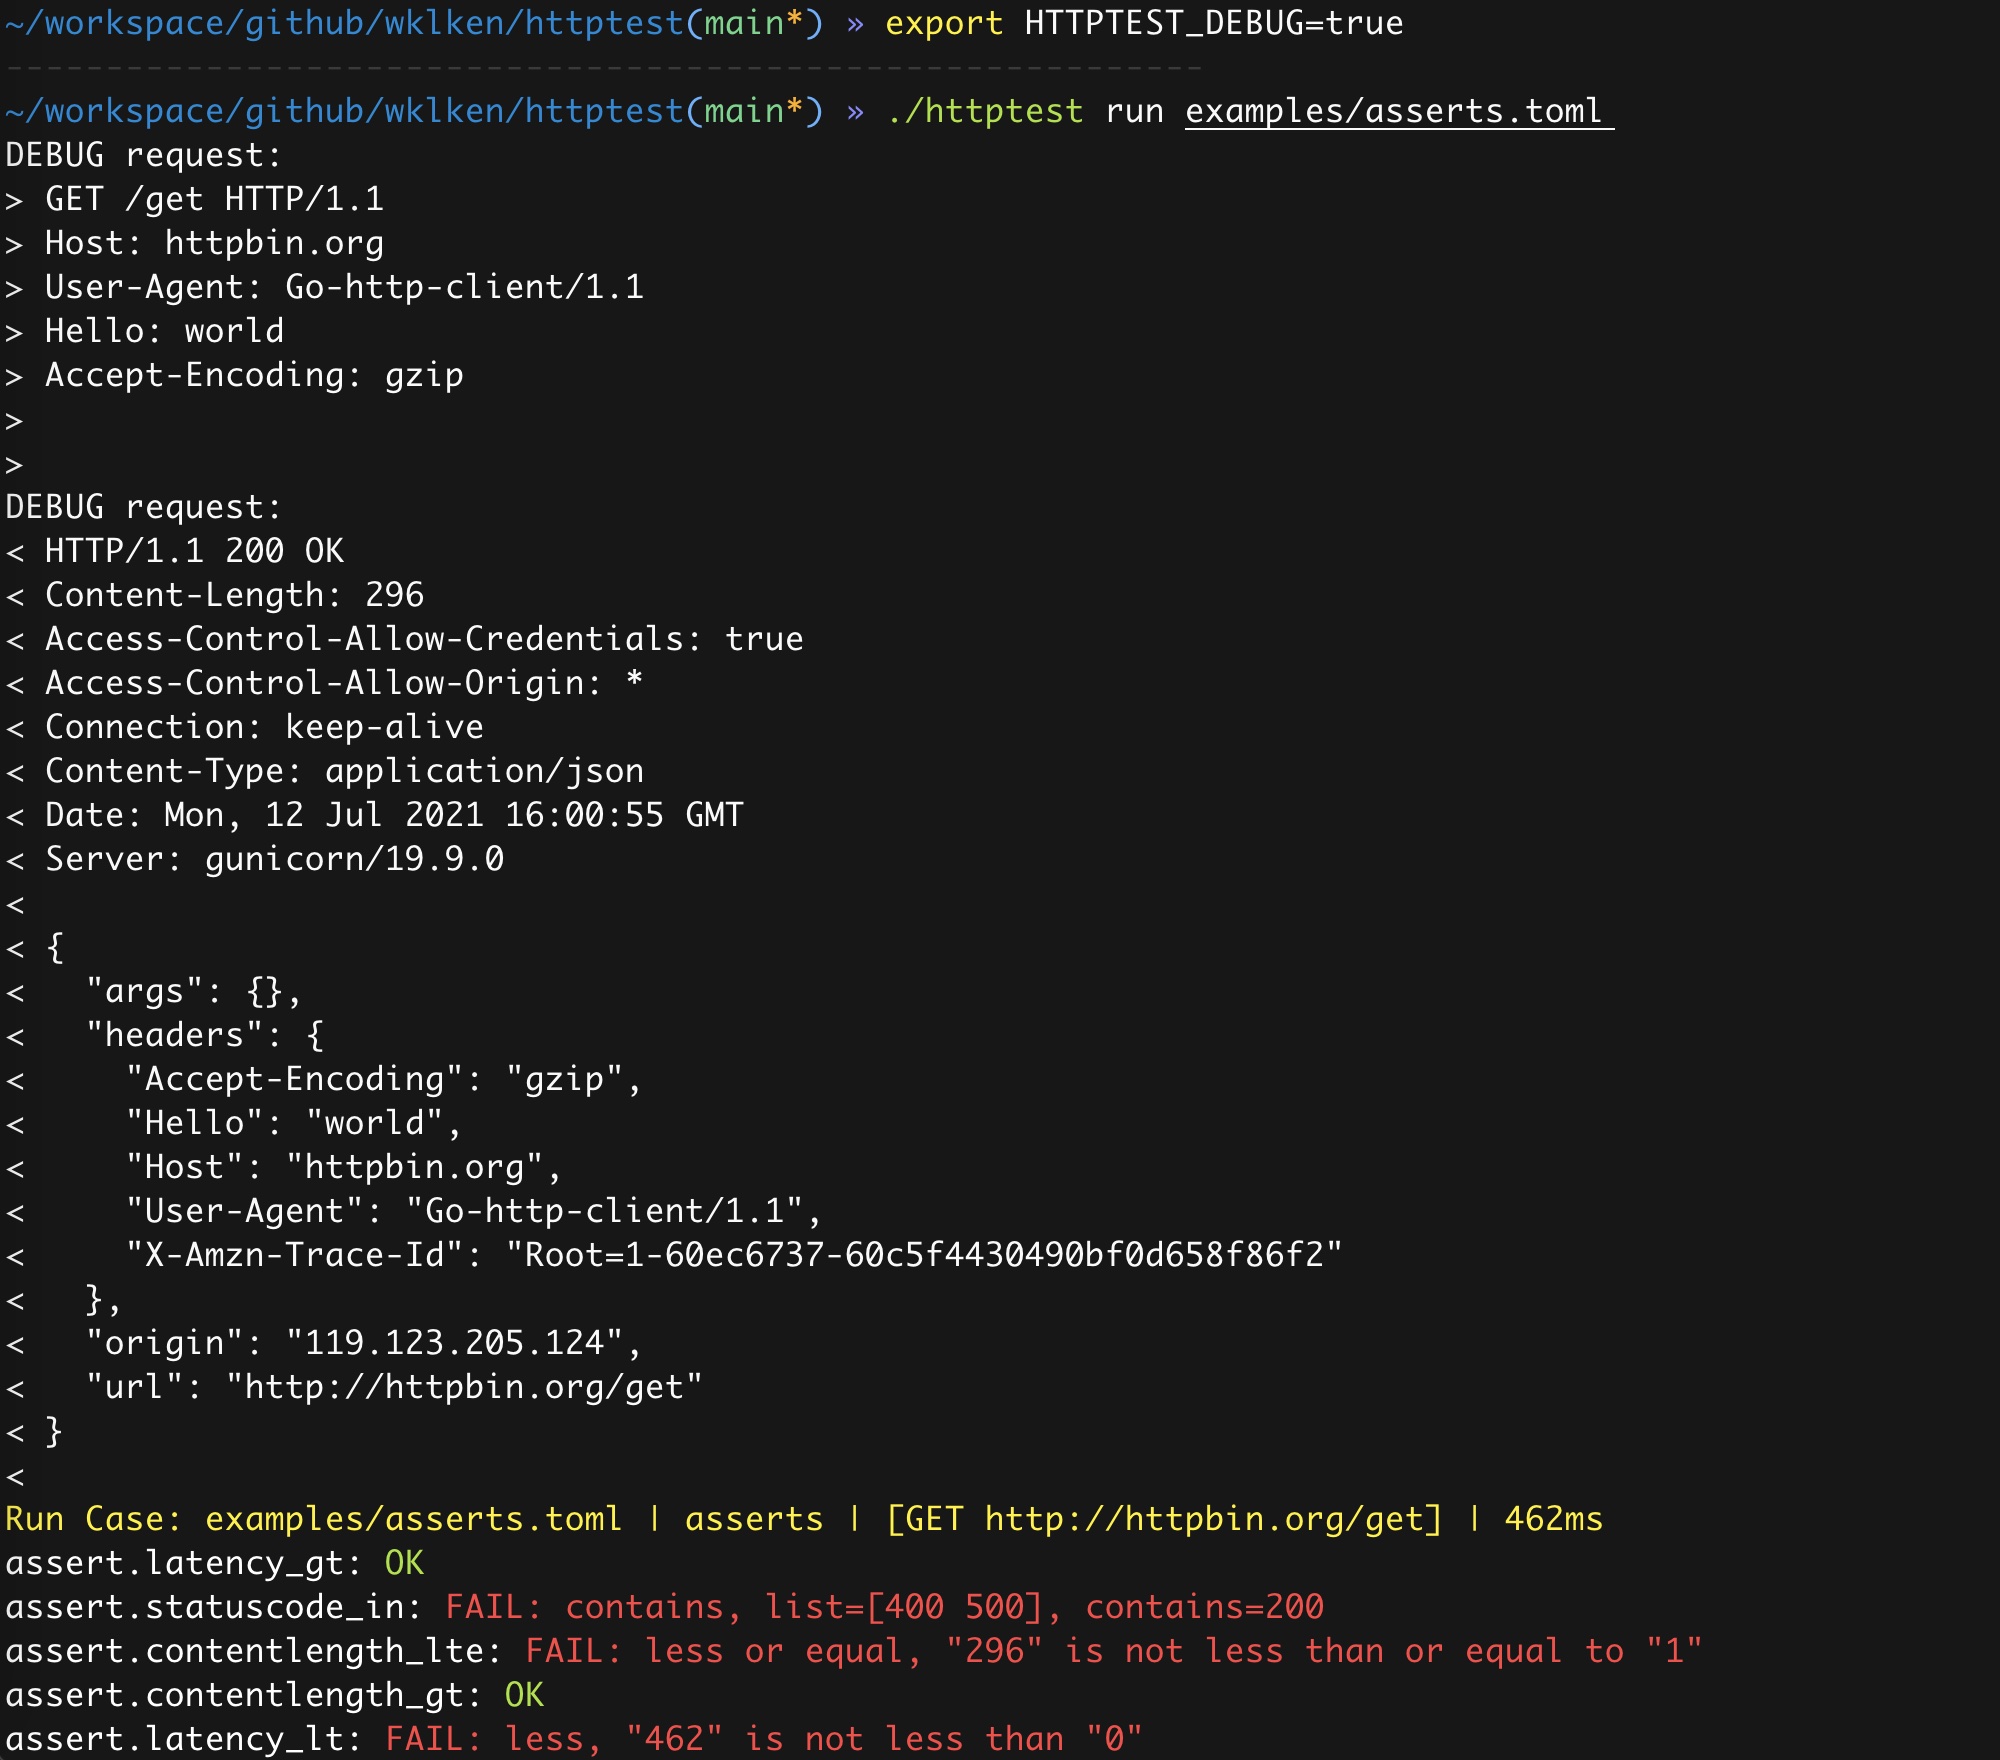 ~/workspace/github/wklken/httptest(main*) » export HTTPTEST_DEBUG=true
------------------------------------------------------------
~/workspace/github/wklken/httptest(main*) » ./httptest run examples/asserts.toml
DEBUG request:
> GET /get HTTP/1.1
> Host: httpbin.org
> User-Agent: Go-http-client/1.1
> Hello: world
> Accept-Encoding: gzip
>
>
DEBUG request:
< HTTP/1.1 200 OK
< Content-Length: 296
< Access-Control-Allow-Credentials: true
< Access-Control-Allow-Origin: *
< Connection: keep-alive
< Content-Type: application/json
< Date: Mon, 12 Jul 2021 16:00:55 GMT
< Server: gunicorn/19.9.0
<
< {
<   "args": {},
<   "headers": {
<     "Accept-Encoding": "gzip",
<     "Hello": "world",
<     "Host": "httpbin.org",
<     "User-Agent": "Go-http-client/1.1",
<     "X-Amzn-Trace-Id": "Root=1-60ec6737-60c5f4430490bf0d658f86f2"
<   },
<   "origin": "119.123.205.124",
<   "url": "http://httpbin.org/get"
< }
<
Run Case: examples/asserts.toml | asserts | [GET http://httpbin.org/get] | 462ms
assert.latency_gt: OK
assert.statuscode_in: FAIL: contains, list=[400 500], contains=200
assert.contentlength_lte: FAIL: less or equal, "296" is not less than or equal to "1"
assert.contentlength_gt: OK
assert.latency_lt: FAIL: less, "462" is not less than "0"